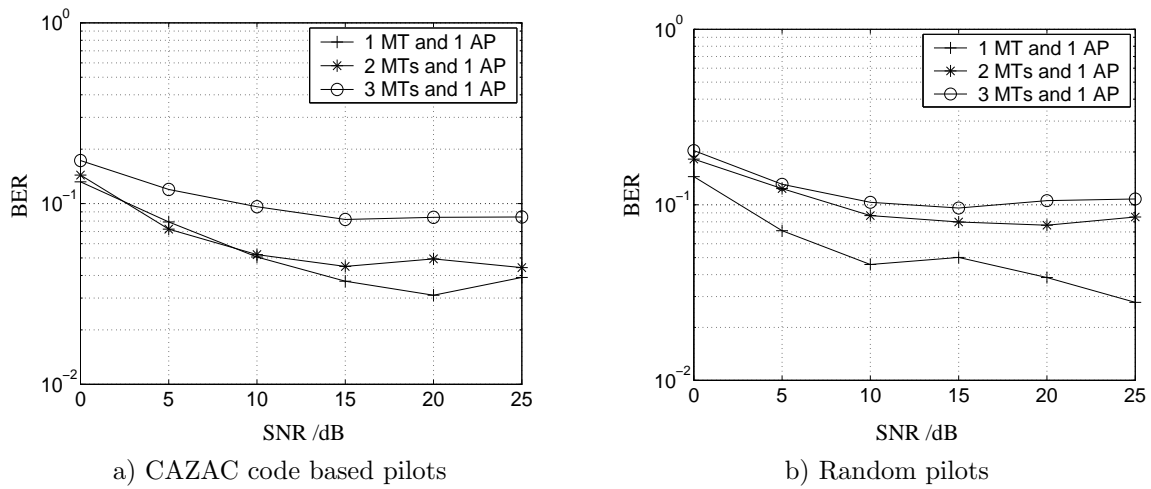 10^0
10^-1
10^-2
BER
0 5 10 15 20 25
SNR /dB
1 MT and 1 AP
2 MTs and 1 AP
3 MTs and 1 AP
a) CAZAC code based pilots
10^0
10^-1
10^-2
BER
0 5 10 15 20 25
SNR /dB
1 MT and 1 AP
2 MTs and 1 AP
3 MTs and 1 AP
b) Random pilots